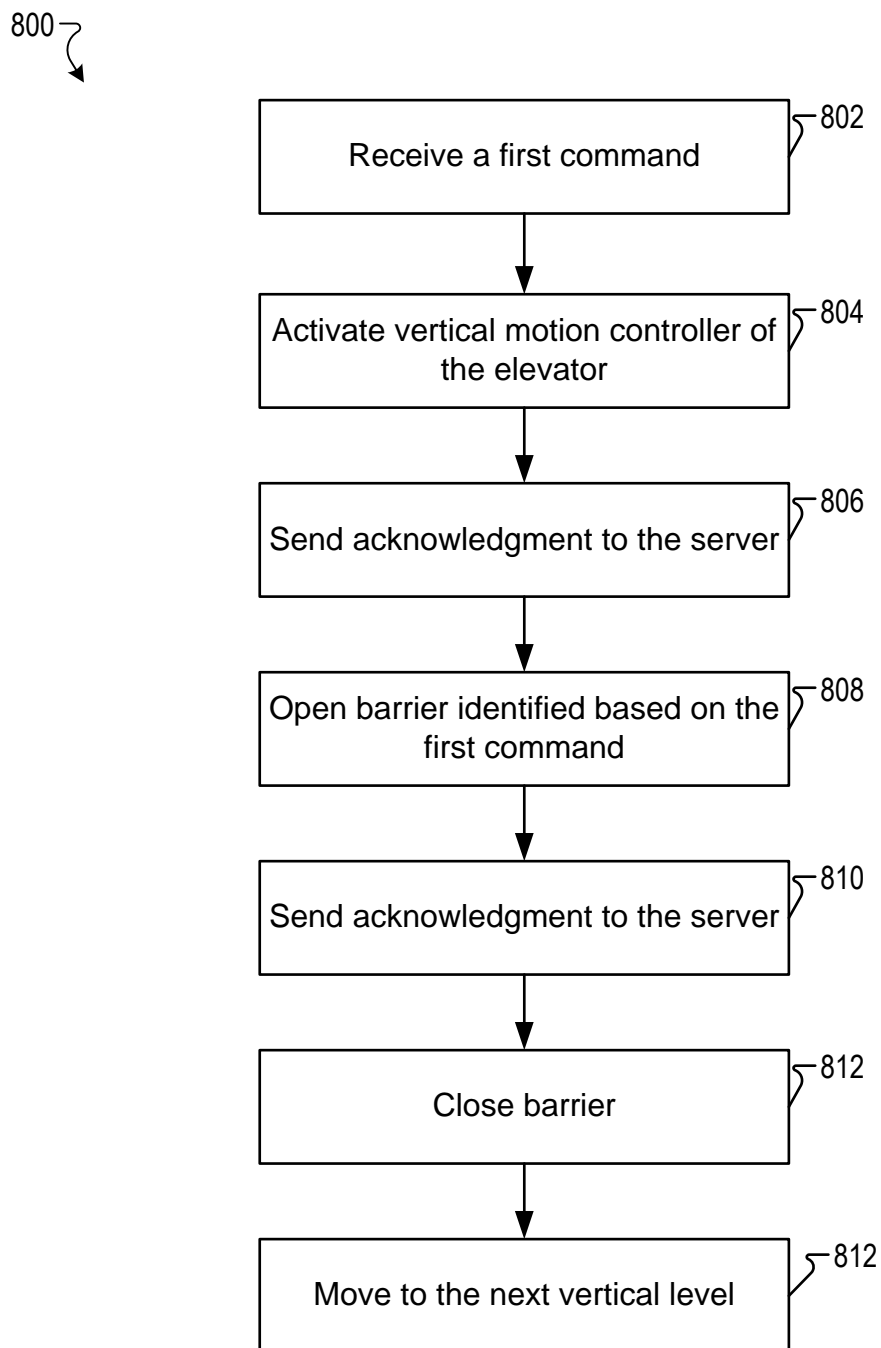 800
802
Receive a first command
804
Activate vertical motion controller of
the elevator
806
Send acknowledgment to the server
808
Open barrier identified based on the
first command
810
Send acknowledgment to the server
812
Close barrier
812
Move to the next vertical level